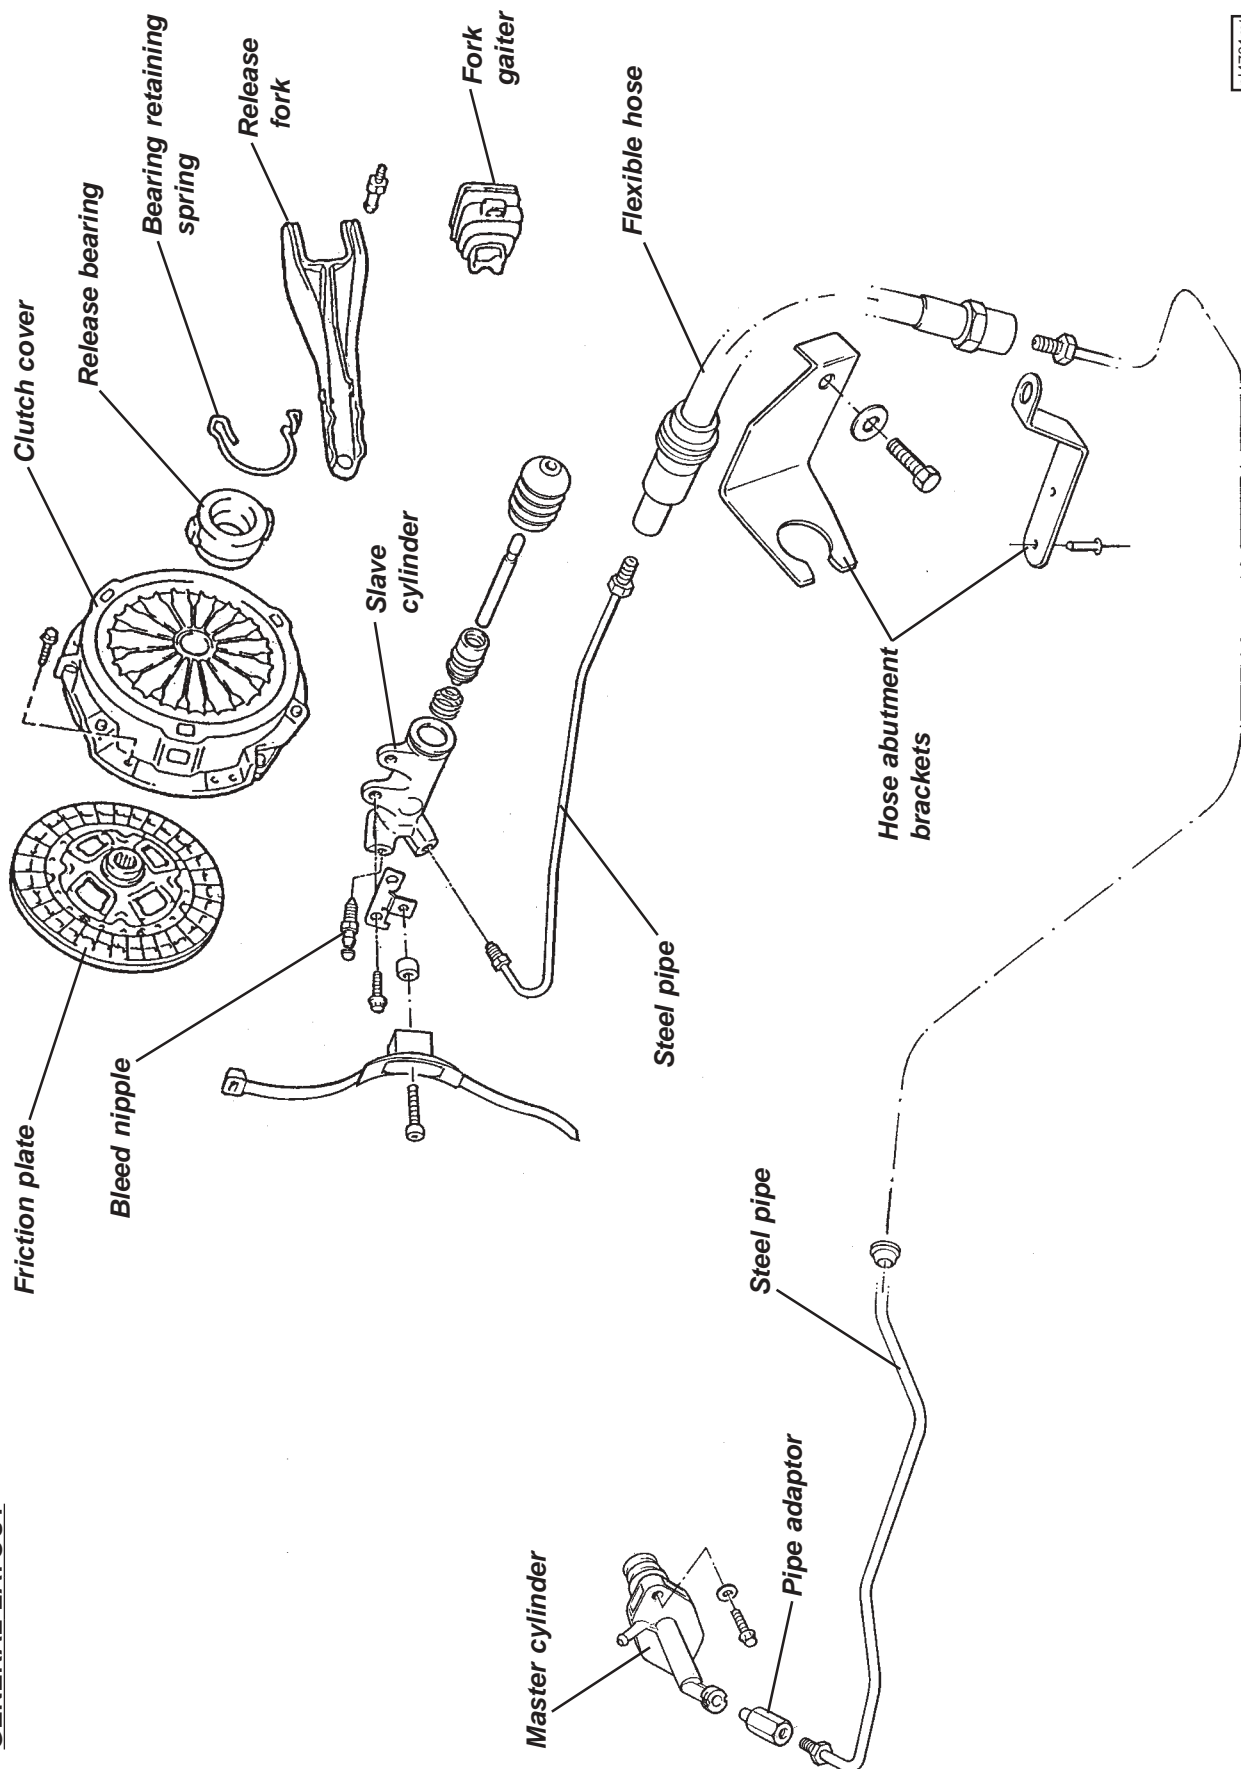 Friction plate
Clutch cover
Release bearing
Bearing retaining
spring
Release
fork
Fork
gaiter
Bleed nipple
Slave
cylinder
Steel pipe
Flexible hose
Hose abutment
brackets
Steel pipe
Master cylinder
Pipe adaptor